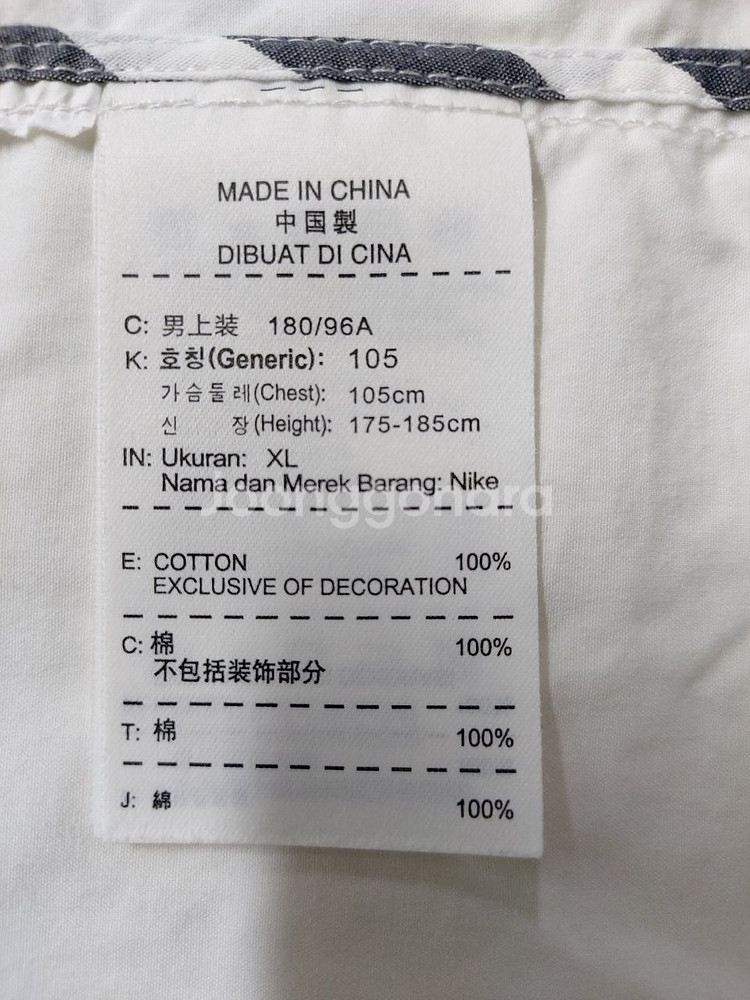 MADE IN CHINA
中国製
DIBUAT DI CINA
C: 男上装 180/96A
K: 호칭(Generic): 105
가슴둘레(Chest): 105cm
신 장(Height): 175-185cm
IN: Ukuran: XL
Nama dan Merek Barang: Nike
Joonggonara
E: COTTON 100%
EXCLUSIVE OF DECORATION
C: 棉 100%
不包括装饰部分
T: 棉 100%
J: 綿 100%